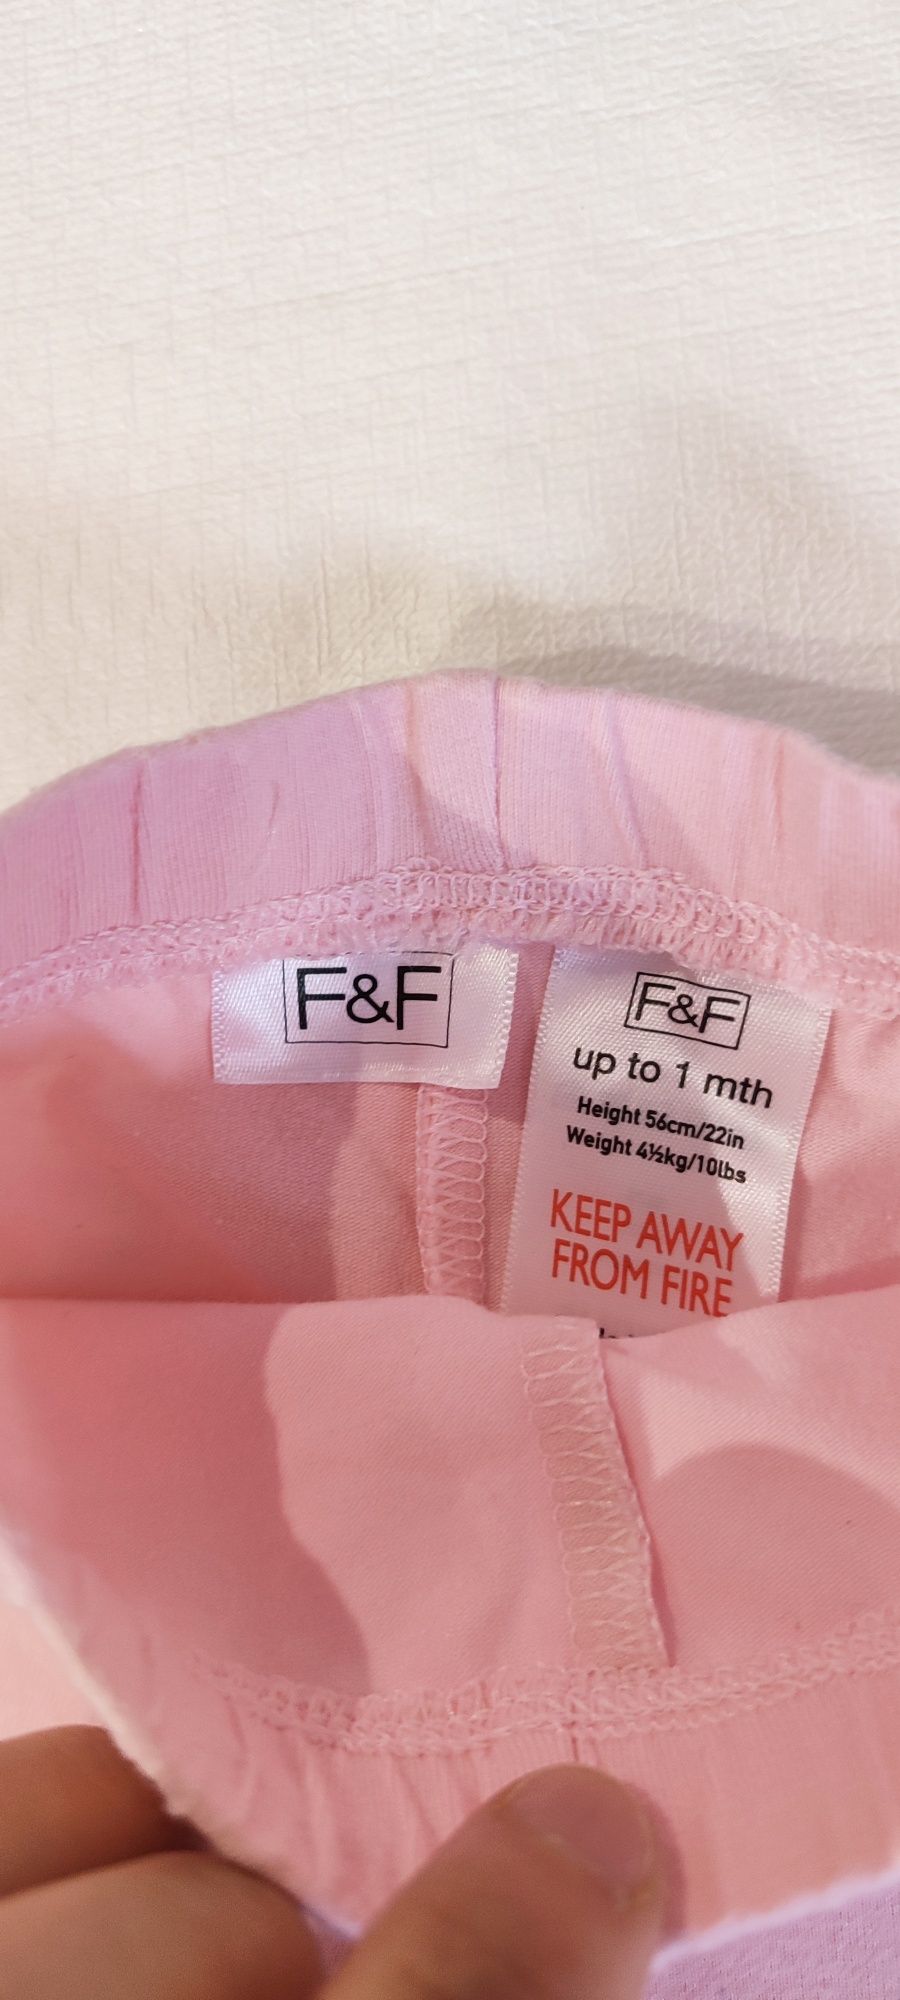 F&F
F&F
up to 1 mth
Height 56cm/22in
Weight 4½kg/10lbs
KEEP AWAY
FROM FIRE